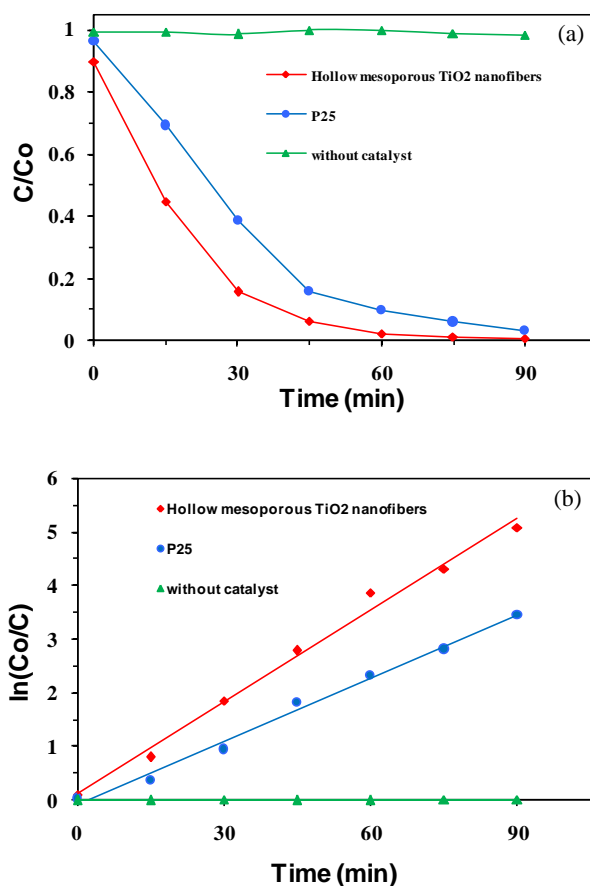 (a)
1
0.8
0.6
0.4
0.2
0
C/Co
Hollow mesoporous TiO2 nanofibers
P25
without catalyst
0 30 60 90
Time (min)
(b)
6
5
4
3
2
1
0
ln(Co/C)
Hollow mesoporous TiO2 nanofibers
P25
without catalyst
0 30 60 90
Time (min)